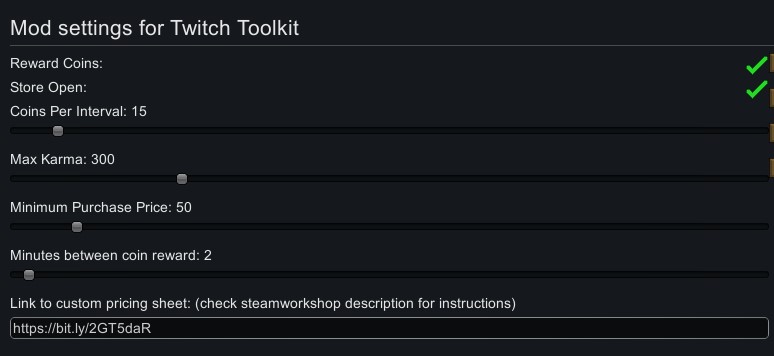 Mod settings for Twitch Toolkit
Reward Coins:
Store Open:
Coins Per Interval: 15
Max Karma: 300
Minimum Purchase Price: 50
Minutes between coin reward: 2
Link to custom pricing sheet: (check steamworkshop description for instructions)
https://bit.ly/2GT5daR